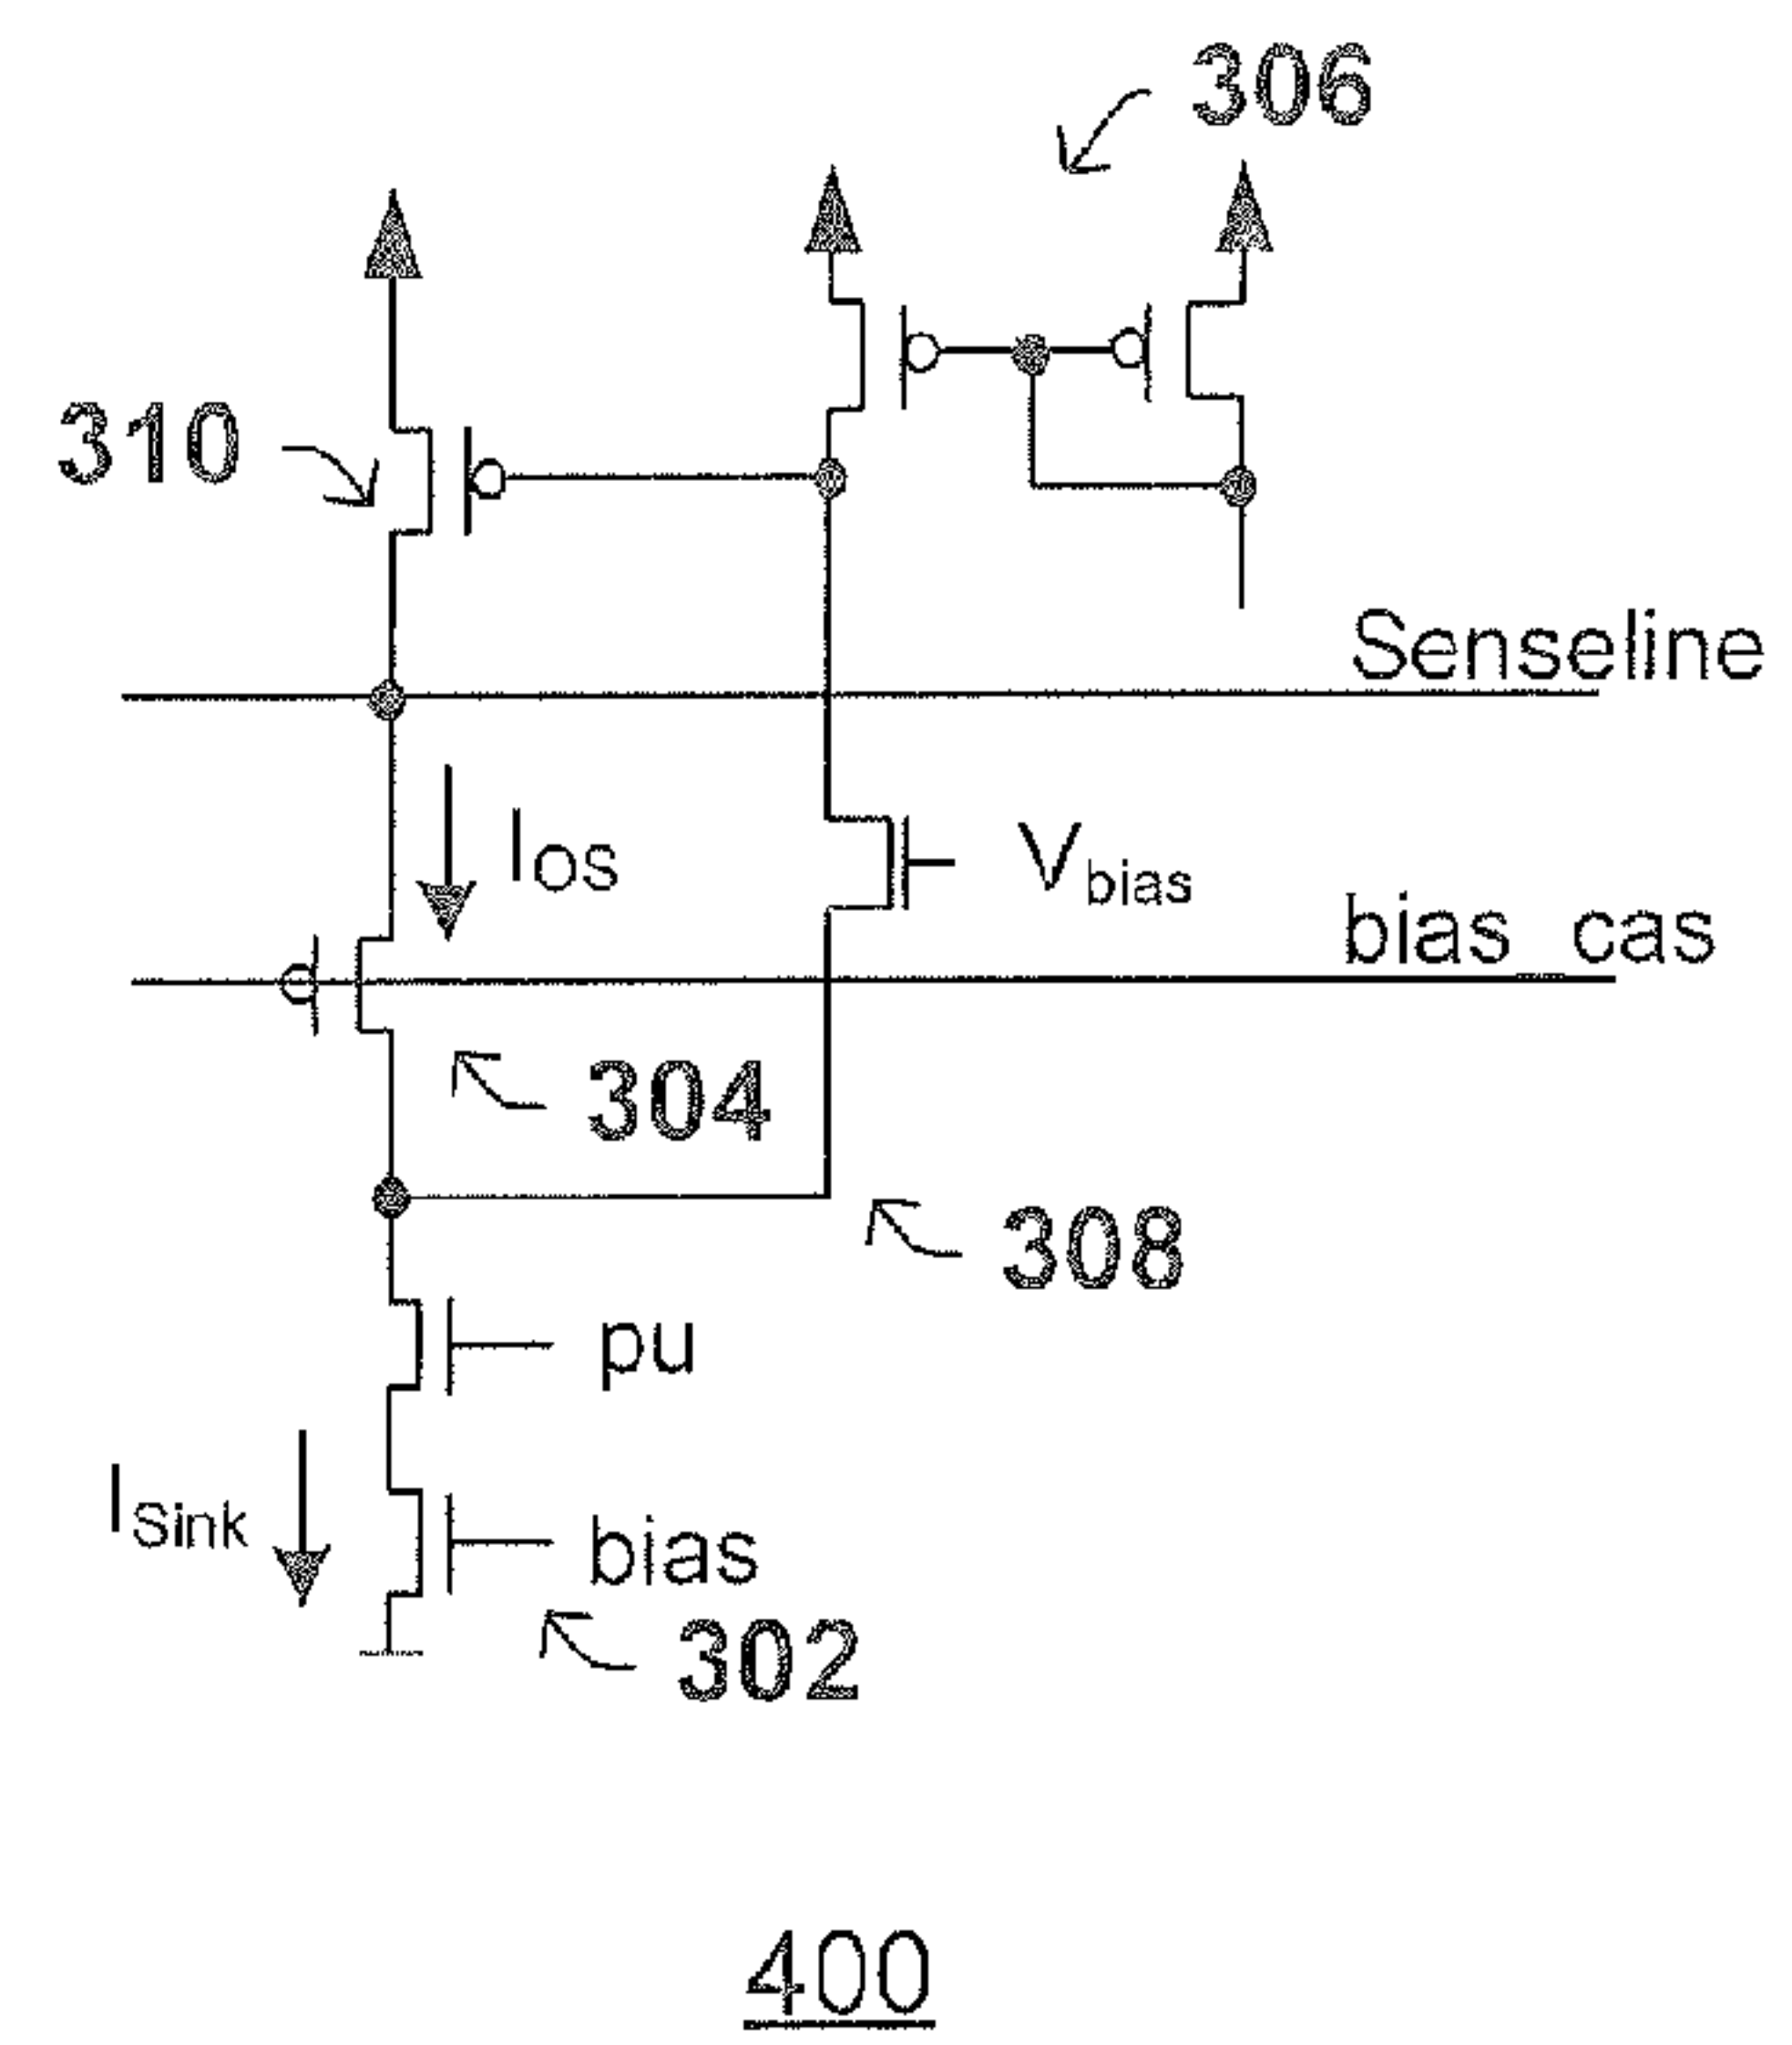 306
310
Senseline
IOS
Vbias
bias_cas
304
308
pu
ISink
bias
302
400